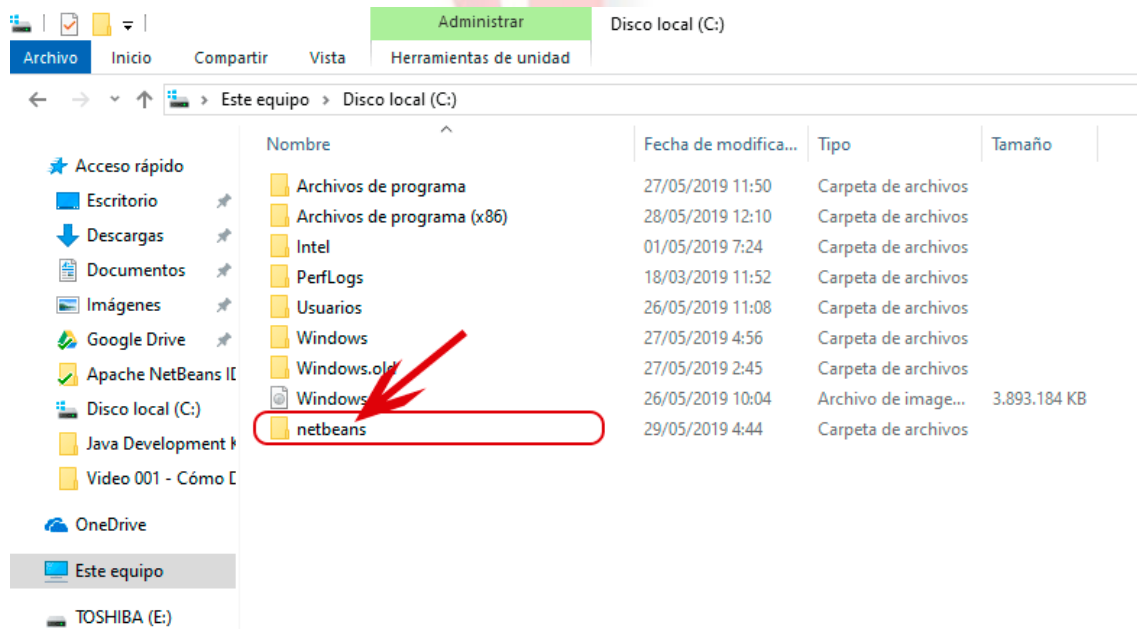 Administrar Disco local (C:)
Archivo Inicio Compartir Vista Herramientas de unidad
Este equipo > Disco local (C:)
Nombre Fecha de modifica... Tipo Tamaño
Acceso rápido
Escritorio
Descargas
Documentos
Imágenes
Google Drive
Apache NetBeans
Disco local (C:)
Java Development
Video 001 - Cómo
OneDrive
Este equipo
TOSHIBA (E:)
Archivos de programa 27/05/2019 11:50 Carpeta de archivos
Archivos de programa (x86) 28/05/2019 12:10 Carpeta de archivos
Intel 01/05/2019 7:24 Carpeta de archivos
PerfLogs 18/03/2019 11:52 Carpeta de archivos
Usuarios 26/05/2019 11:08 Carpeta de archivos
Windows 27/05/2019 4:56 Carpeta de archivos
Windows.old 27/05/2019 2:45 Carpeta de archivos
Windows 26/05/2019 10:04 Archivo de image... 3.893.184 KB
netbeans 29/05/2019 4:44 Carpeta de archivos